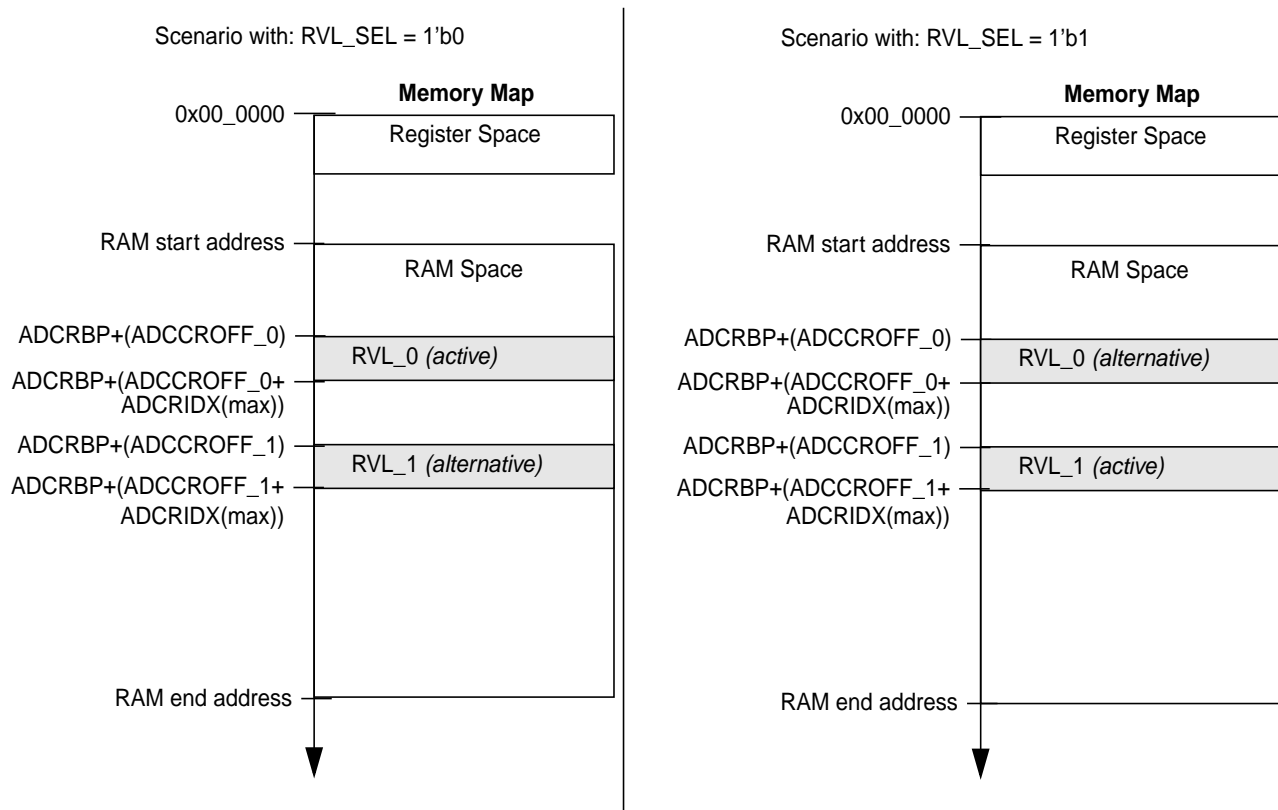 Scenario with: RVL_SEL = 1'b0
Memory Map
0x00_0000
Register Space
RAM start address
RAM Space
ADCRBP+(ADCCROFF_0)
RVL_0 (active)
ADCRBP+(ADCCROFF_0+
ADCRIDX(max))
ADCRBP+(ADCCROFF_1)
RVL_1 (alternative)
ADCRBP+(ADCCROFF_1+
ADCRIDX(max))
RAM end address
Scenario with: RVL_SEL = 1'b1
Memory Map
0x00_0000
Register Space
RAM start address
RAM Space
ADCRBP+(ADCCROFF_0)
RVL_0 (alternative)
ADCRBP+(ADCCROFF_0+
ADCRIDX(max))
ADCRBP+(ADCCROFF_1)
RVL_1 (active)
ADCRBP+(ADCCROFF_1+
ADCRIDX(max))
RAM end address